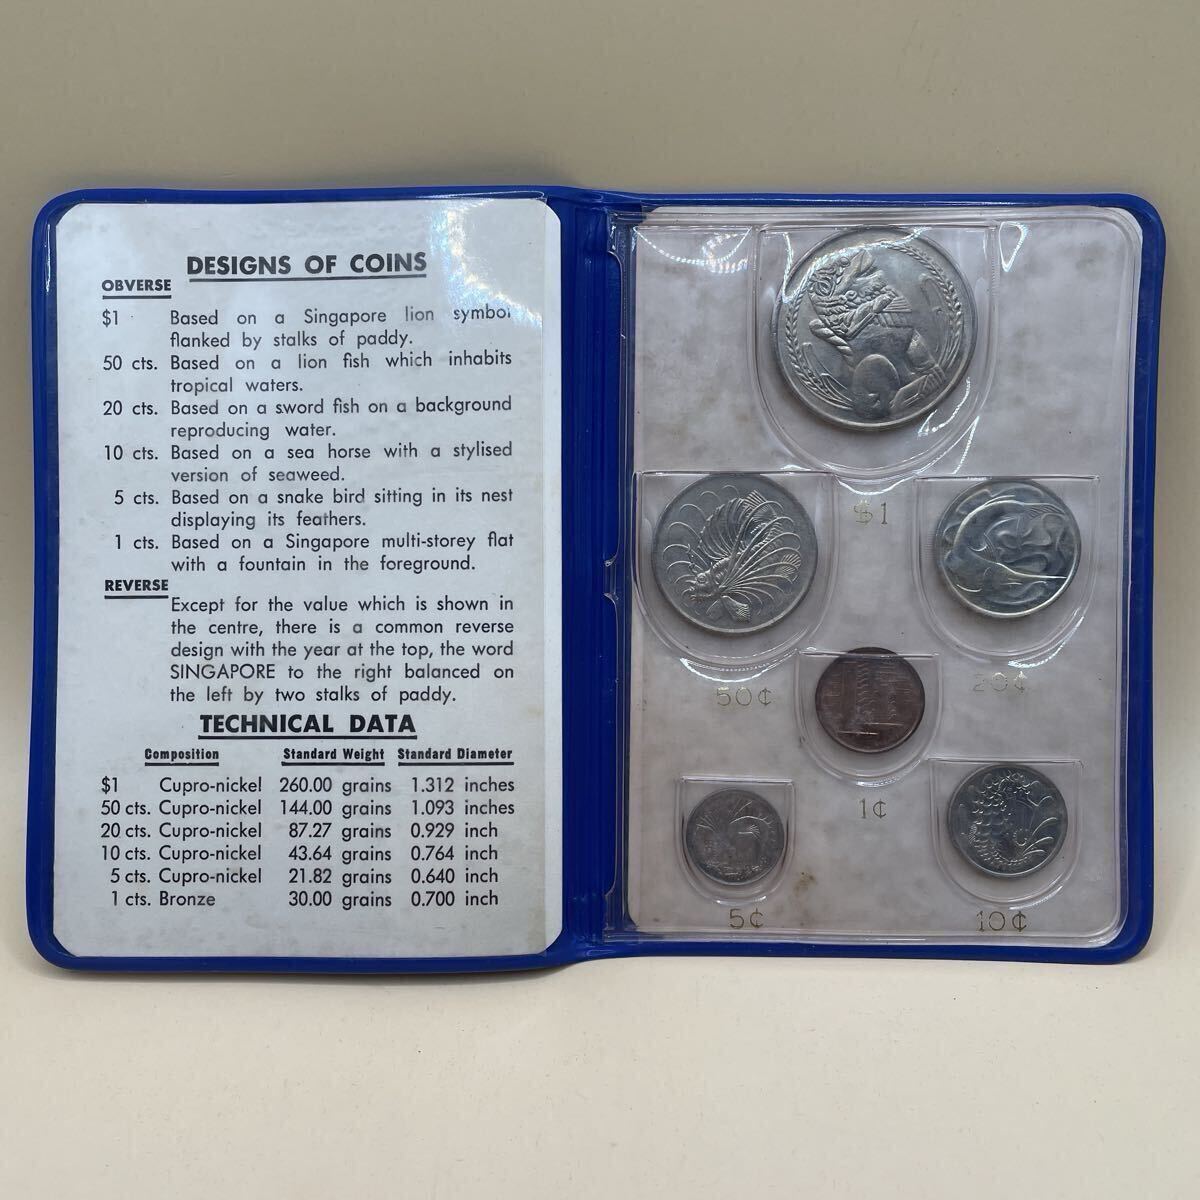 DESIGNS OF COINS
OBVERSE
$1 Based on a Singapore lion symbol
flanked by stalks of paddy.
50 cts. Based on a lion fish which inhabits
tropical waters.
20 cts. Based on a sword fish on a background
reproducing water.
10 cts. Based on a sea horse with a stylised
version of seaweed.
5 cts. Based on a snake bird sitting in its nest
displaying its feathers.
1 cts. Based on a Singapore multi-storey flat
with a fountain in the foreground.
REVERSE
Except for the value which is shown in
the centre, there is a common reverse
design with the year at the top, the word
SINGAPORE to the right balanced on
the left by two stalks of paddy.
TECHNICAL DATA
Composition Standard Weight Standard Diameter
$1 Cupro-nickel 260.00 grains 1.312 inches
50 cts. Cupro-nickel 144.00 grains 1.093 inches
20 cts. Cupro-nickel 87.27 grains 0.929 inch
10 cts. Cupro-nickel 43.64 grains 0.764 inch
5 cts. Cupro-nickel 21.82 grains 0.640 inch
1 cts. Bronze 30.00 grains 0.700 inch
$1
50¢
20¢
1¢
5¢
10¢